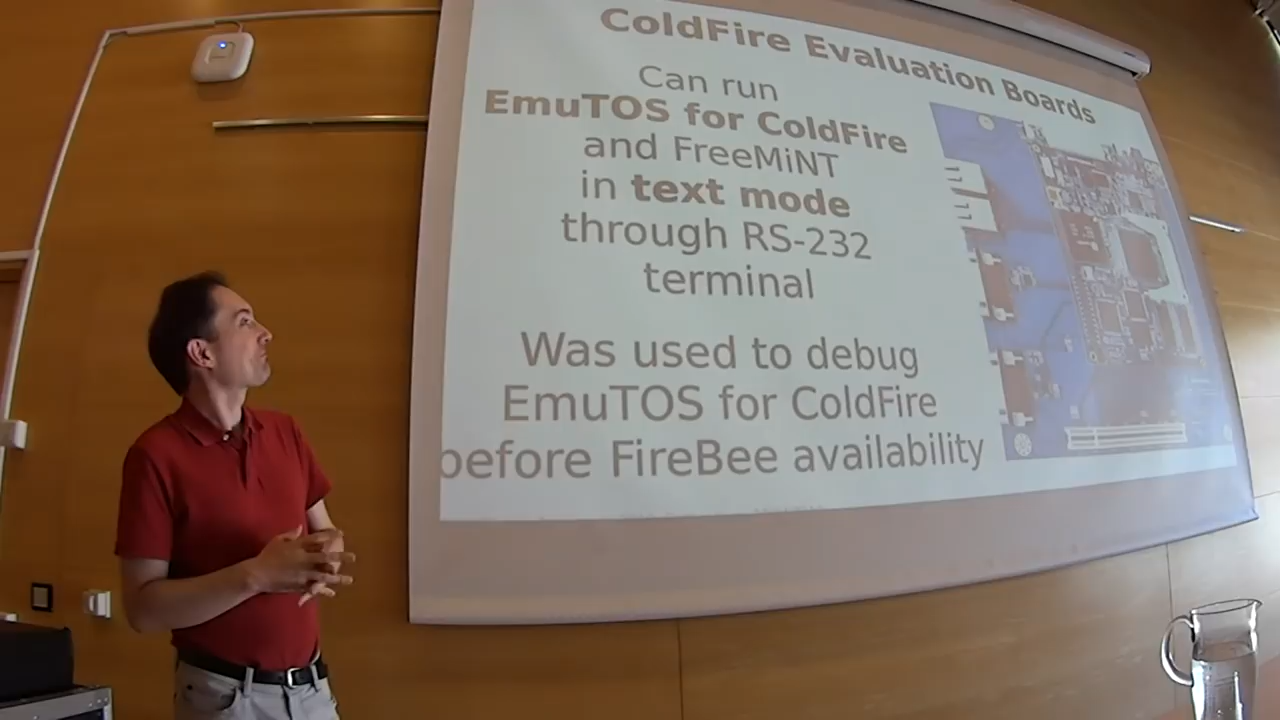 ColdFire Evaluation Boards
Can run
EmuTOS for ColdFire
and FreeMiNT
in text mode
through RS-232
terminal
Was used to debug
EmuTOS for ColdFire
before FireBee availability